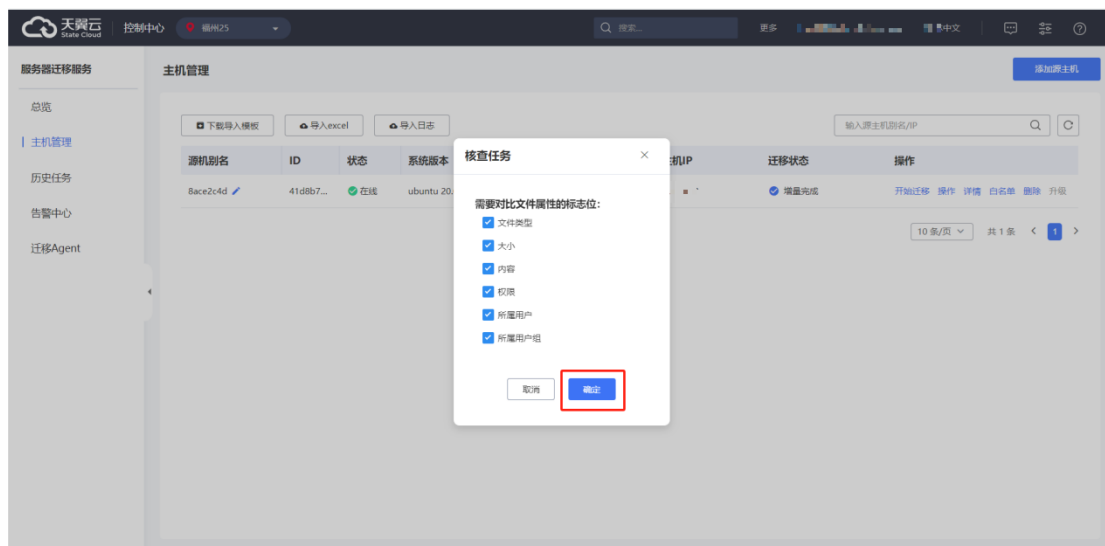 天翼云
State Cloud
控制中心
福州25
搜索...
更多
中文
服务器迁移服务
总览
主机管理
历史任务
告警中心
迁移Agent
主机管理
添加源主机
下载导入模板
导入excel
导入日志
输入源主机别名/IP
源机别名 ID 状态 系统版本 主机IP 迁移状态 操作
8ace2c4d 41d8b7... 在线 ubuntu 20. 增量完成 开始迁移 操作 详情 白名单 删除 升级
10 条/页 共 1 条 1
核查任务
需要对比文件属性的标志位:
文件类型
大小
内容
权限
所属用户
所属用户组
取消
确定